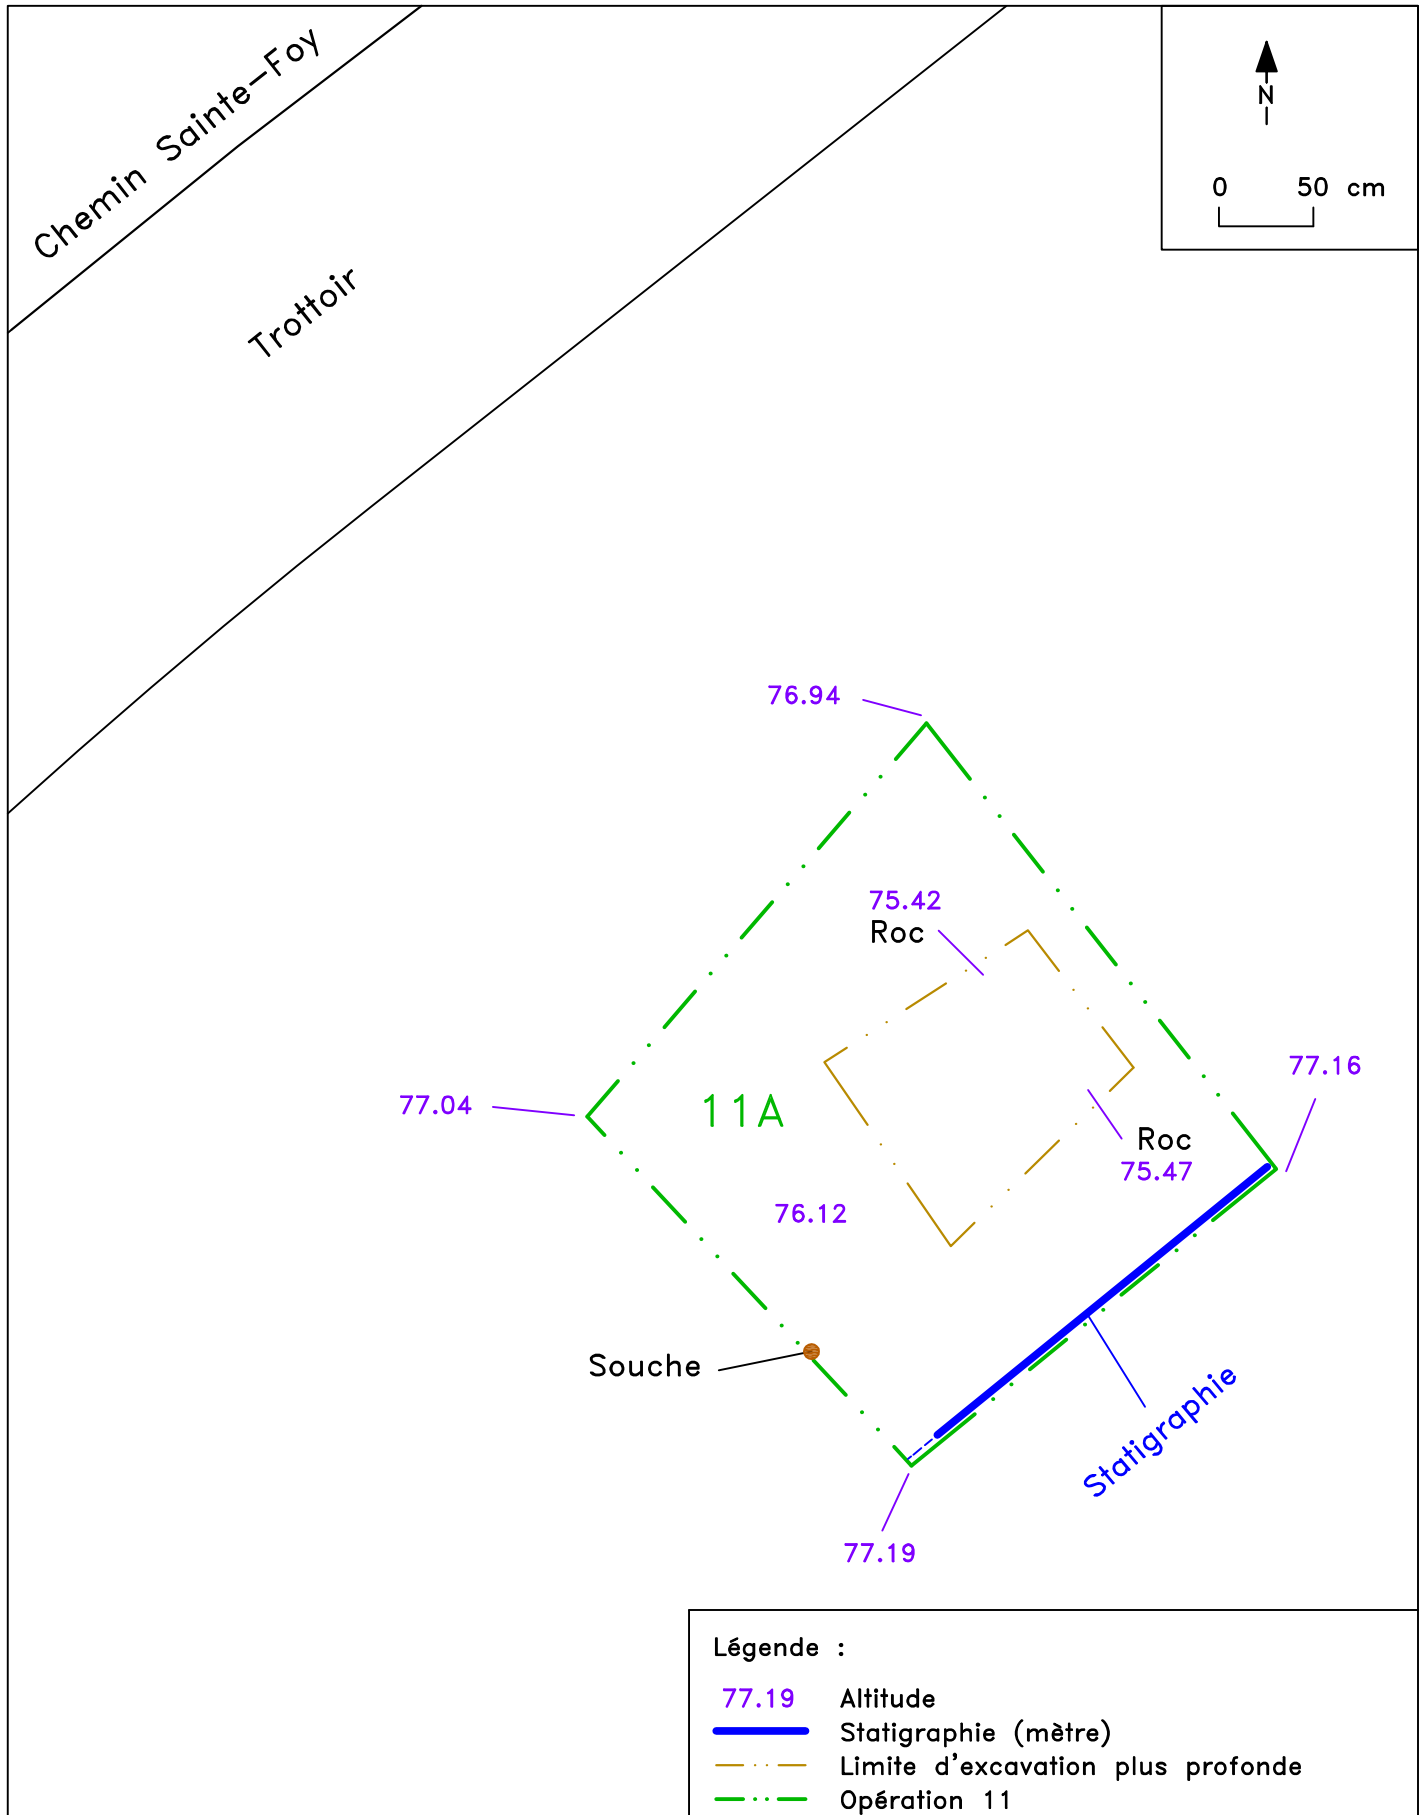 Chemin Sainte-Foy
N
0 50 cm
Trottoir
76.94
75.42
Roc
77.16
77.04
11A
Roc
75.47
76.12
Souche
Statigraphie
77.19
Légende :
77.19 Altitude
Statigraphie (mètre)
Limite d'excavation plus profonde
Opération 11